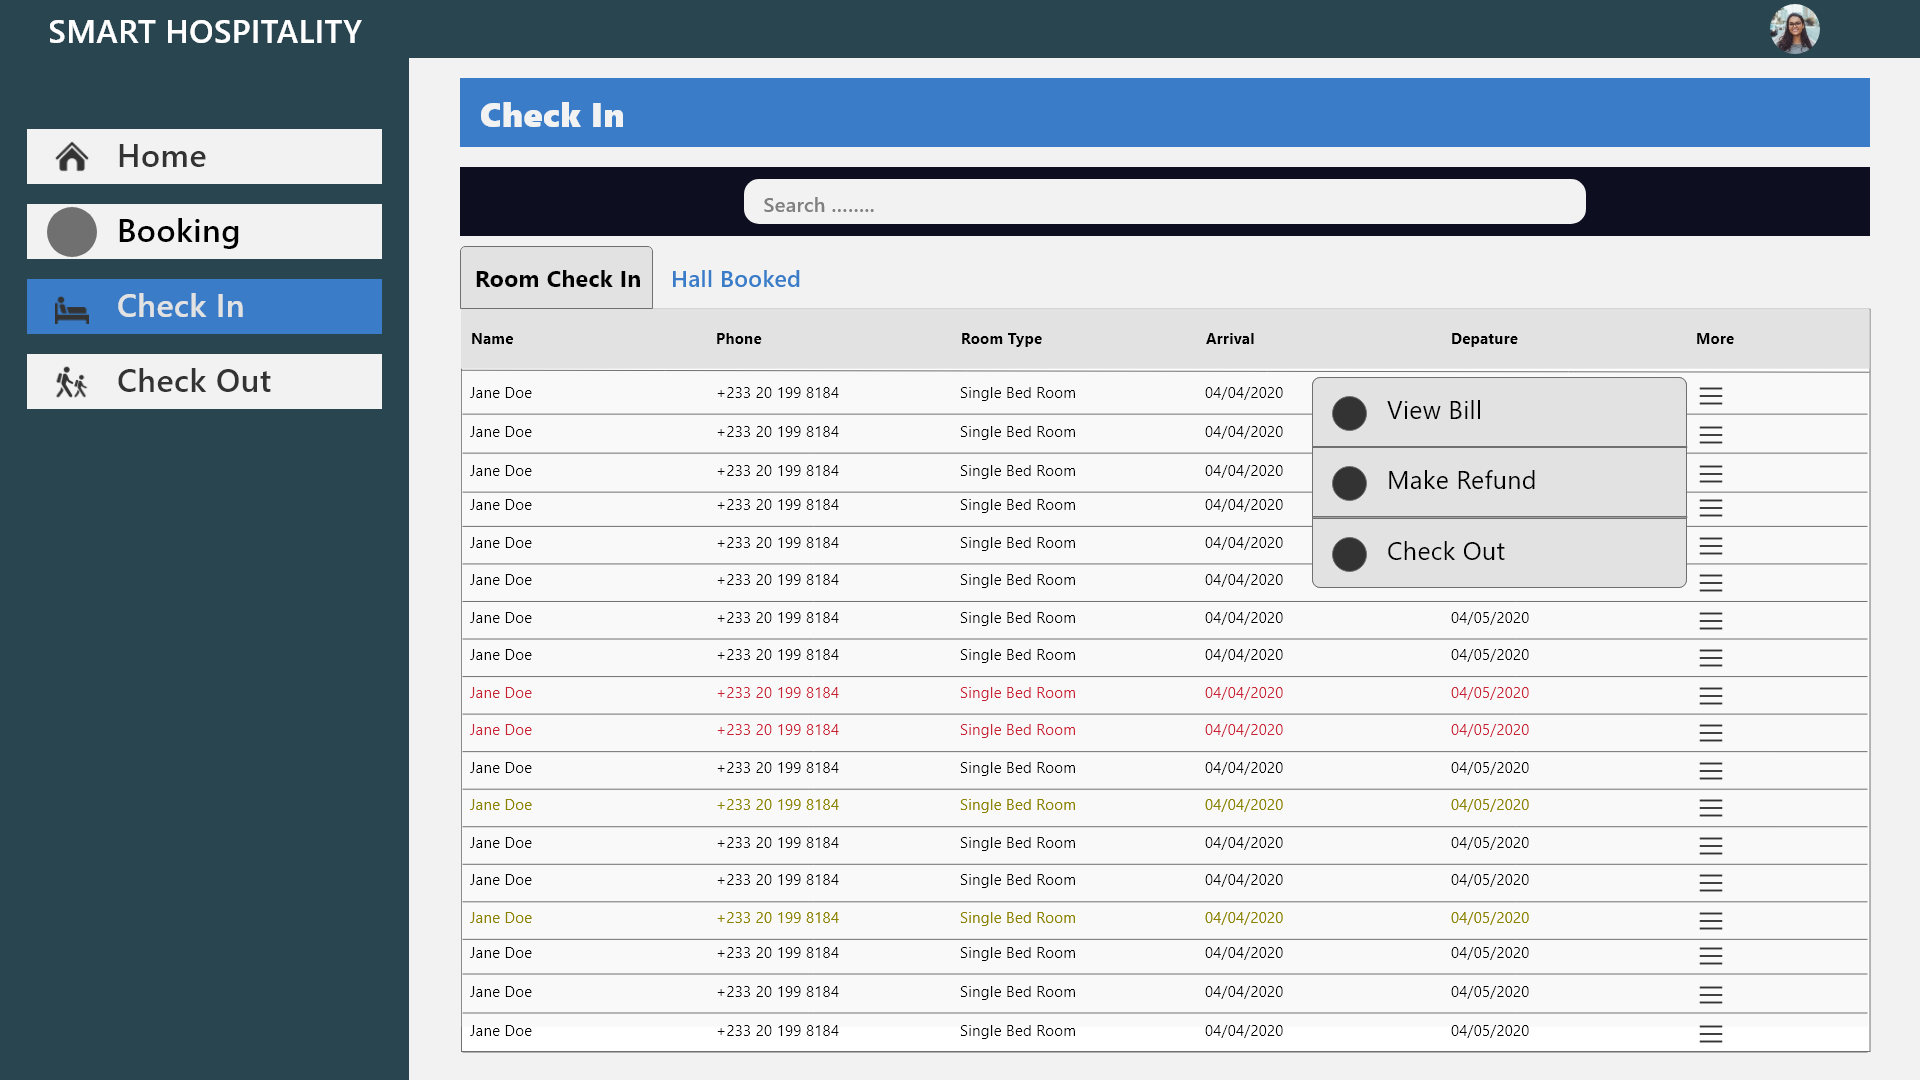 SMART HOSPITALITY
Home
Booking
Check In
Check Out
Check In
Search ........
Room Check In Hall Booked
Name Phone Room Type Arrival Depature More
Jane Doe +233 20 199 8184 Single Bed Room 04/04/2020
Jane Doe +233 20 199 8184 Single Bed Room 04/04/2020
Jane Doe +233 20 199 8184 Single Bed Room 04/04/2020
Jane Doe +233 20 199 8184 Single Bed Room 04/04/2020
Jane Doe +233 20 199 8184 Single Bed Room 04/04/2020
Jane Doe +233 20 199 8184 Single Bed Room 04/04/2020
View Bill
Make Refund
Check Out
Jane Doe +233 20 199 8184 Single Bed Room 04/04/2020 04/05/2020
Jane Doe +233 20 199 8184 Single Bed Room 04/04/2020 04/05/2020
Jane Doe +233 20 199 8184 Single Bed Room 04/04/2020 04/05/2020
Jane Doe +233 20 199 8184 Single Bed Room 04/04/2020 04/05/2020
Jane Doe +233 20 199 8184 Single Bed Room 04/04/2020 04/05/2020
Jane Doe +233 20 199 8184 Single Bed Room 04/04/2020 04/05/2020
Jane Doe +233 20 199 8184 Single Bed Room 04/04/2020 04/05/2020
Jane Doe +233 20 199 8184 Single Bed Room 04/04/2020 04/05/2020
Jane Doe +233 20 199 8184 Single Bed Room 04/04/2020 04/05/2020
Jane Doe +233 20 199 8184 Single Bed Room 04/04/2020 04/05/2020
Jane Doe +233 20 199 8184 Single Bed Room 04/04/2020 04/05/2020
Jane Doe +233 20 199 8184 Single Bed Room 04/04/2020 04/05/2020